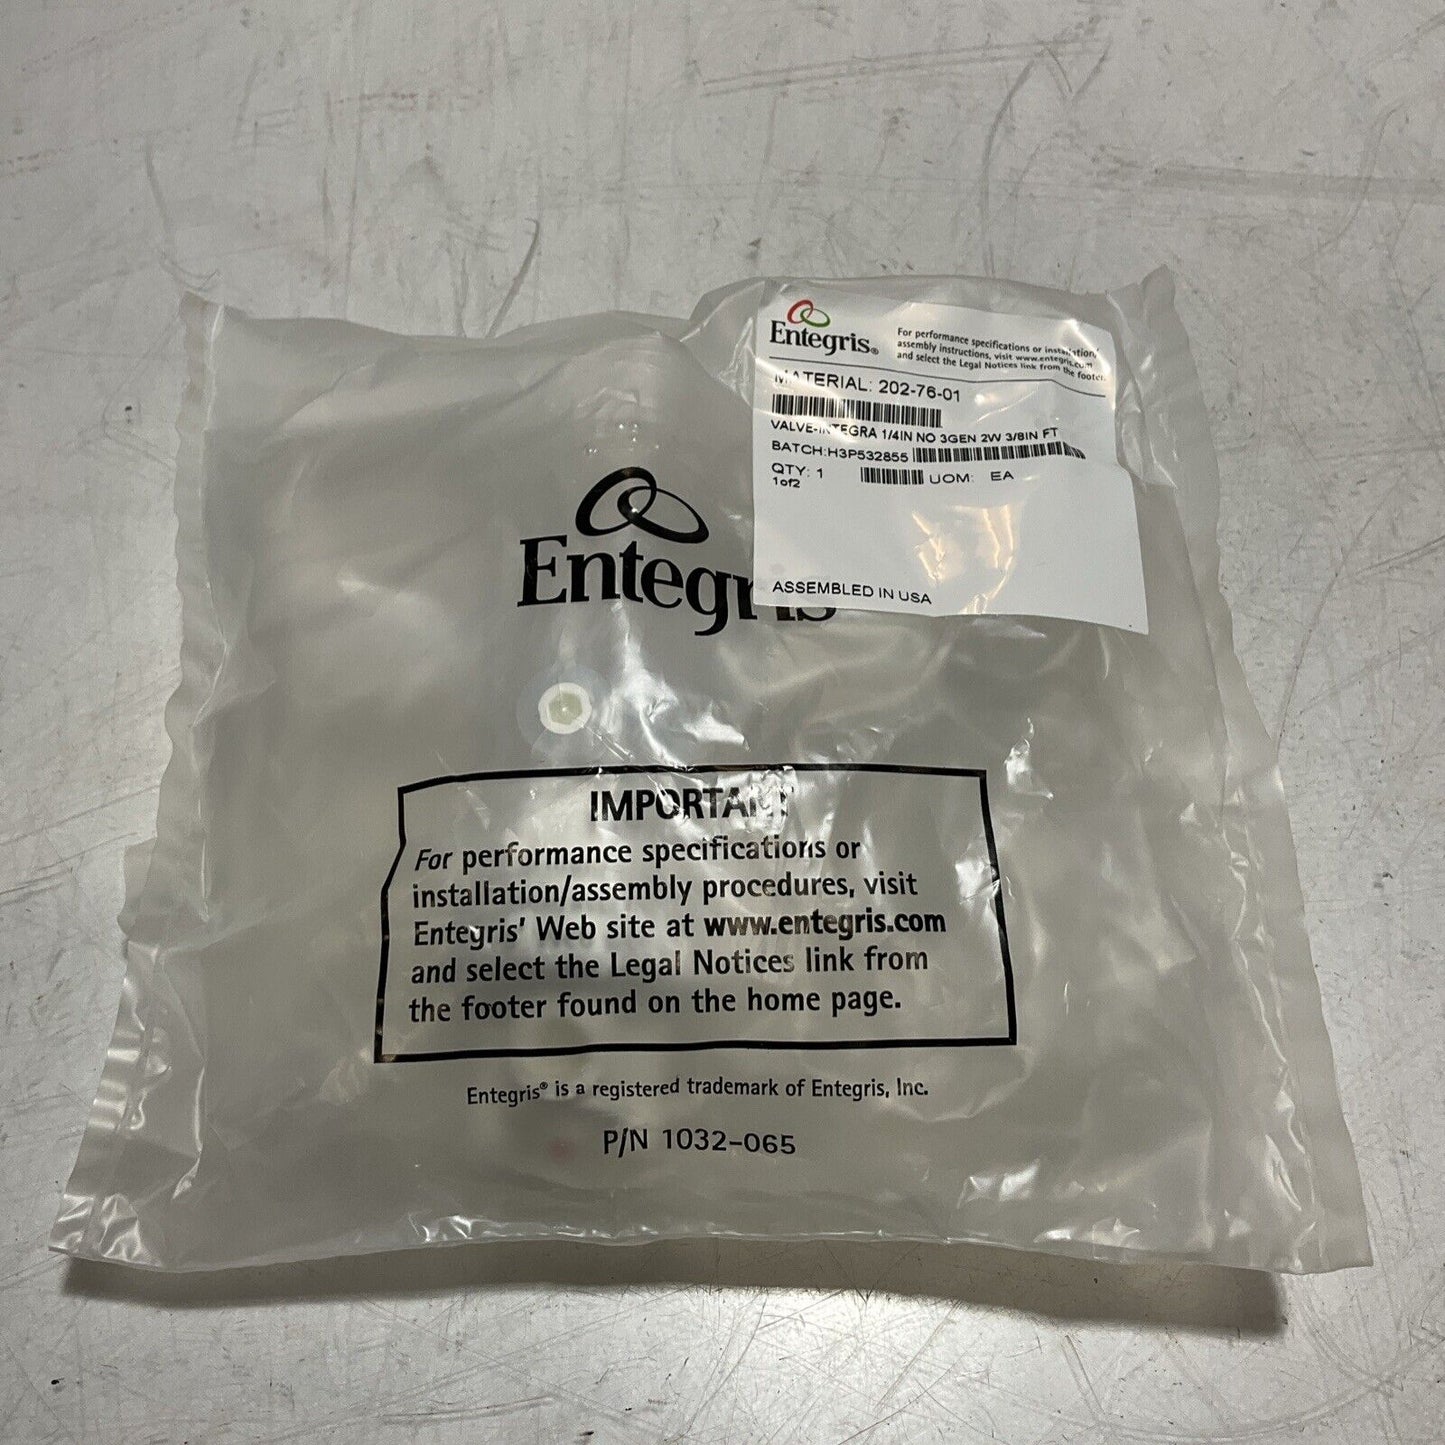 Entegris®
For performance specifications or installation/
assembly instructions, visit www.entegris.com
and select the Legal Notices link from the footer.
MATERIAL: 202-76-01
VALVE-INTEGRA 1/4IN NO 3GEN 2W 3/8IN FT
BATCH:H3P532855
QTY: 1 UOM: EA
1of2
ASSEMBLED IN USA
Entegris
IMPORTANT
For performance specifications or
installation/assembly procedures, visit
Entegris' Web site at www.entegris.com
and select the Legal Notices link from
the footer found on the home page.
Entegris® is a registered trademark of Entegris, Inc.
P/N 1032-065